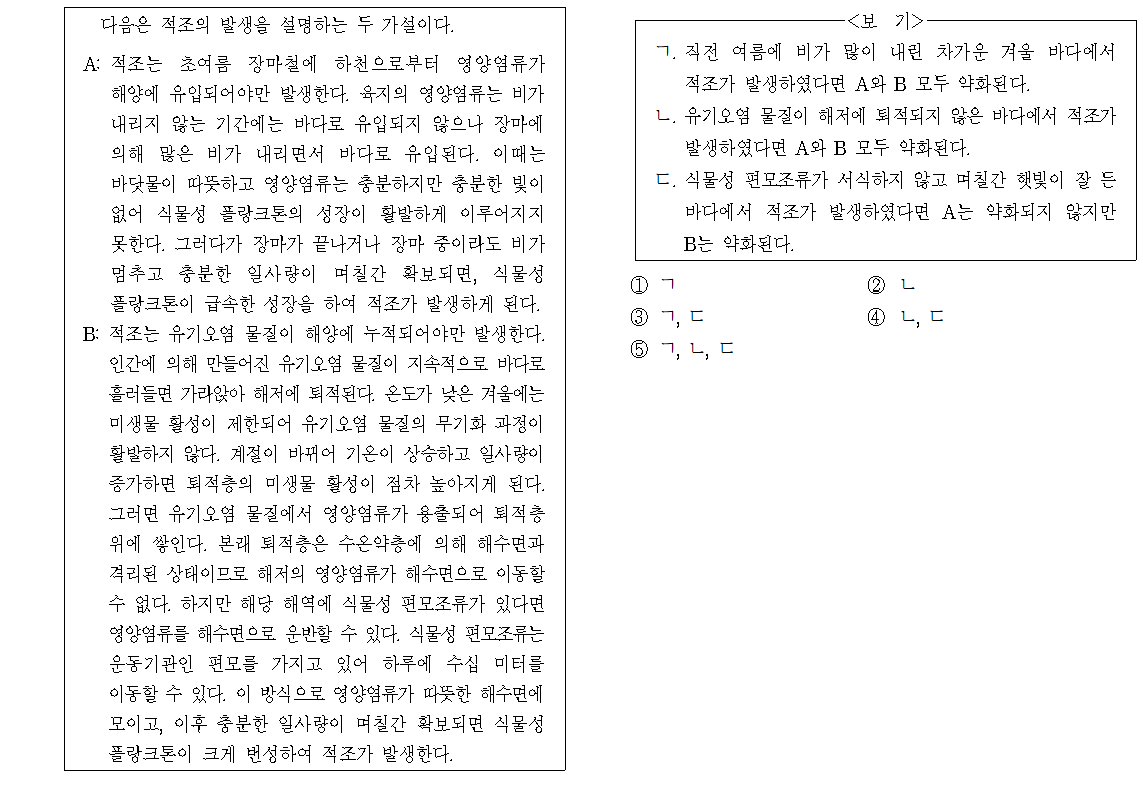 다음은 적조의 발생을 설명하는 두 가설이다.
A: 적조는 초여름 장마철에 하천으로부터 영양염류가
해양에 유입되어야만 발생한다. 육지의 영양염류는 비가
내리지 않는 기간에는 바다로 유입되지 않으나 장마에
의해 많은 비가 내리면서 바다로 유입된다. 이때는
바닷물이 따뜻하고 영양염류는 충분하지만 충분한 빛이
없어 식물성 플랑크톤의 성장이 활발하게 이루어지지
못한다. 그러다가 장마가 끝나거나 장마 중이라도 비가
멈추고 충분한 일사량이 며칠간 확보되면, 식물성
플랑크톤이 급속한 성장을 하여 적조가 발생하게 된다.
B: 적조는 유기오염 물질이 해양에 누적되어야만 발생한다.
인간에 의해 만들어진 유기오염 물질이 지속적으로 바다로
흘러들면 가라앉아 해저에 퇴적된다. 온도가 낮은 겨울에는
미생물 활성이 제한되어 유기오염 물질의 무기화 과정이
활발하지 않다. 계절이 바뀌어 기온이 상승하고 일사량이
증가하면 퇴적층의 미생물 활성이 점차 높아지게 된다.
그러면 유기오염 물질에서 영양염류가 용출되어 퇴적층
위에 쌓인다. 본래 퇴적층은 수온약층에 의해 해수면과
격리된 상태이므로 해저의 영양염류가 해수면으로 이동할
수 없다. 하지만 해당 해역에 식물성 편모조류가 있다면
영양염류를 해수면으로 운반할 수 있다. 식물성 편모조류는
운동기관인 편모를 가지고 있어 하루에 수십 미터를
이동할 수 있다. 이 방식으로 영양염류가 따뜻한 해수면에
모이고, 이후 충분한 일사량이 며칠간 확보되면 식물성
플랑크톤이 크게 번성하여 적조가 발생한다.
<보 기>
ㄱ. 직전 여름에 비가 많이 내린 차가운 겨울 바다에서
적조가 발생하였다면 A와 B 모두 약화된다.
ㄴ. 유기오염 물질이 해저에 퇴적되지 않은 바다에서 적조가
발생하였다면 A와 B 모두 약화된다.
ㄷ. 식물성 편모조류가 서식하지 않고 며칠간 햇빛이 잘 든
바다에서 적조가 발생하였다면 A는 약화되지 않지만
B는 약화된다.
① ㄱ ② ㄴ
③ ㄱ, ㄷ ④ ㄴ, ㄷ
⑤ ㄱ, ㄴ, ㄷ